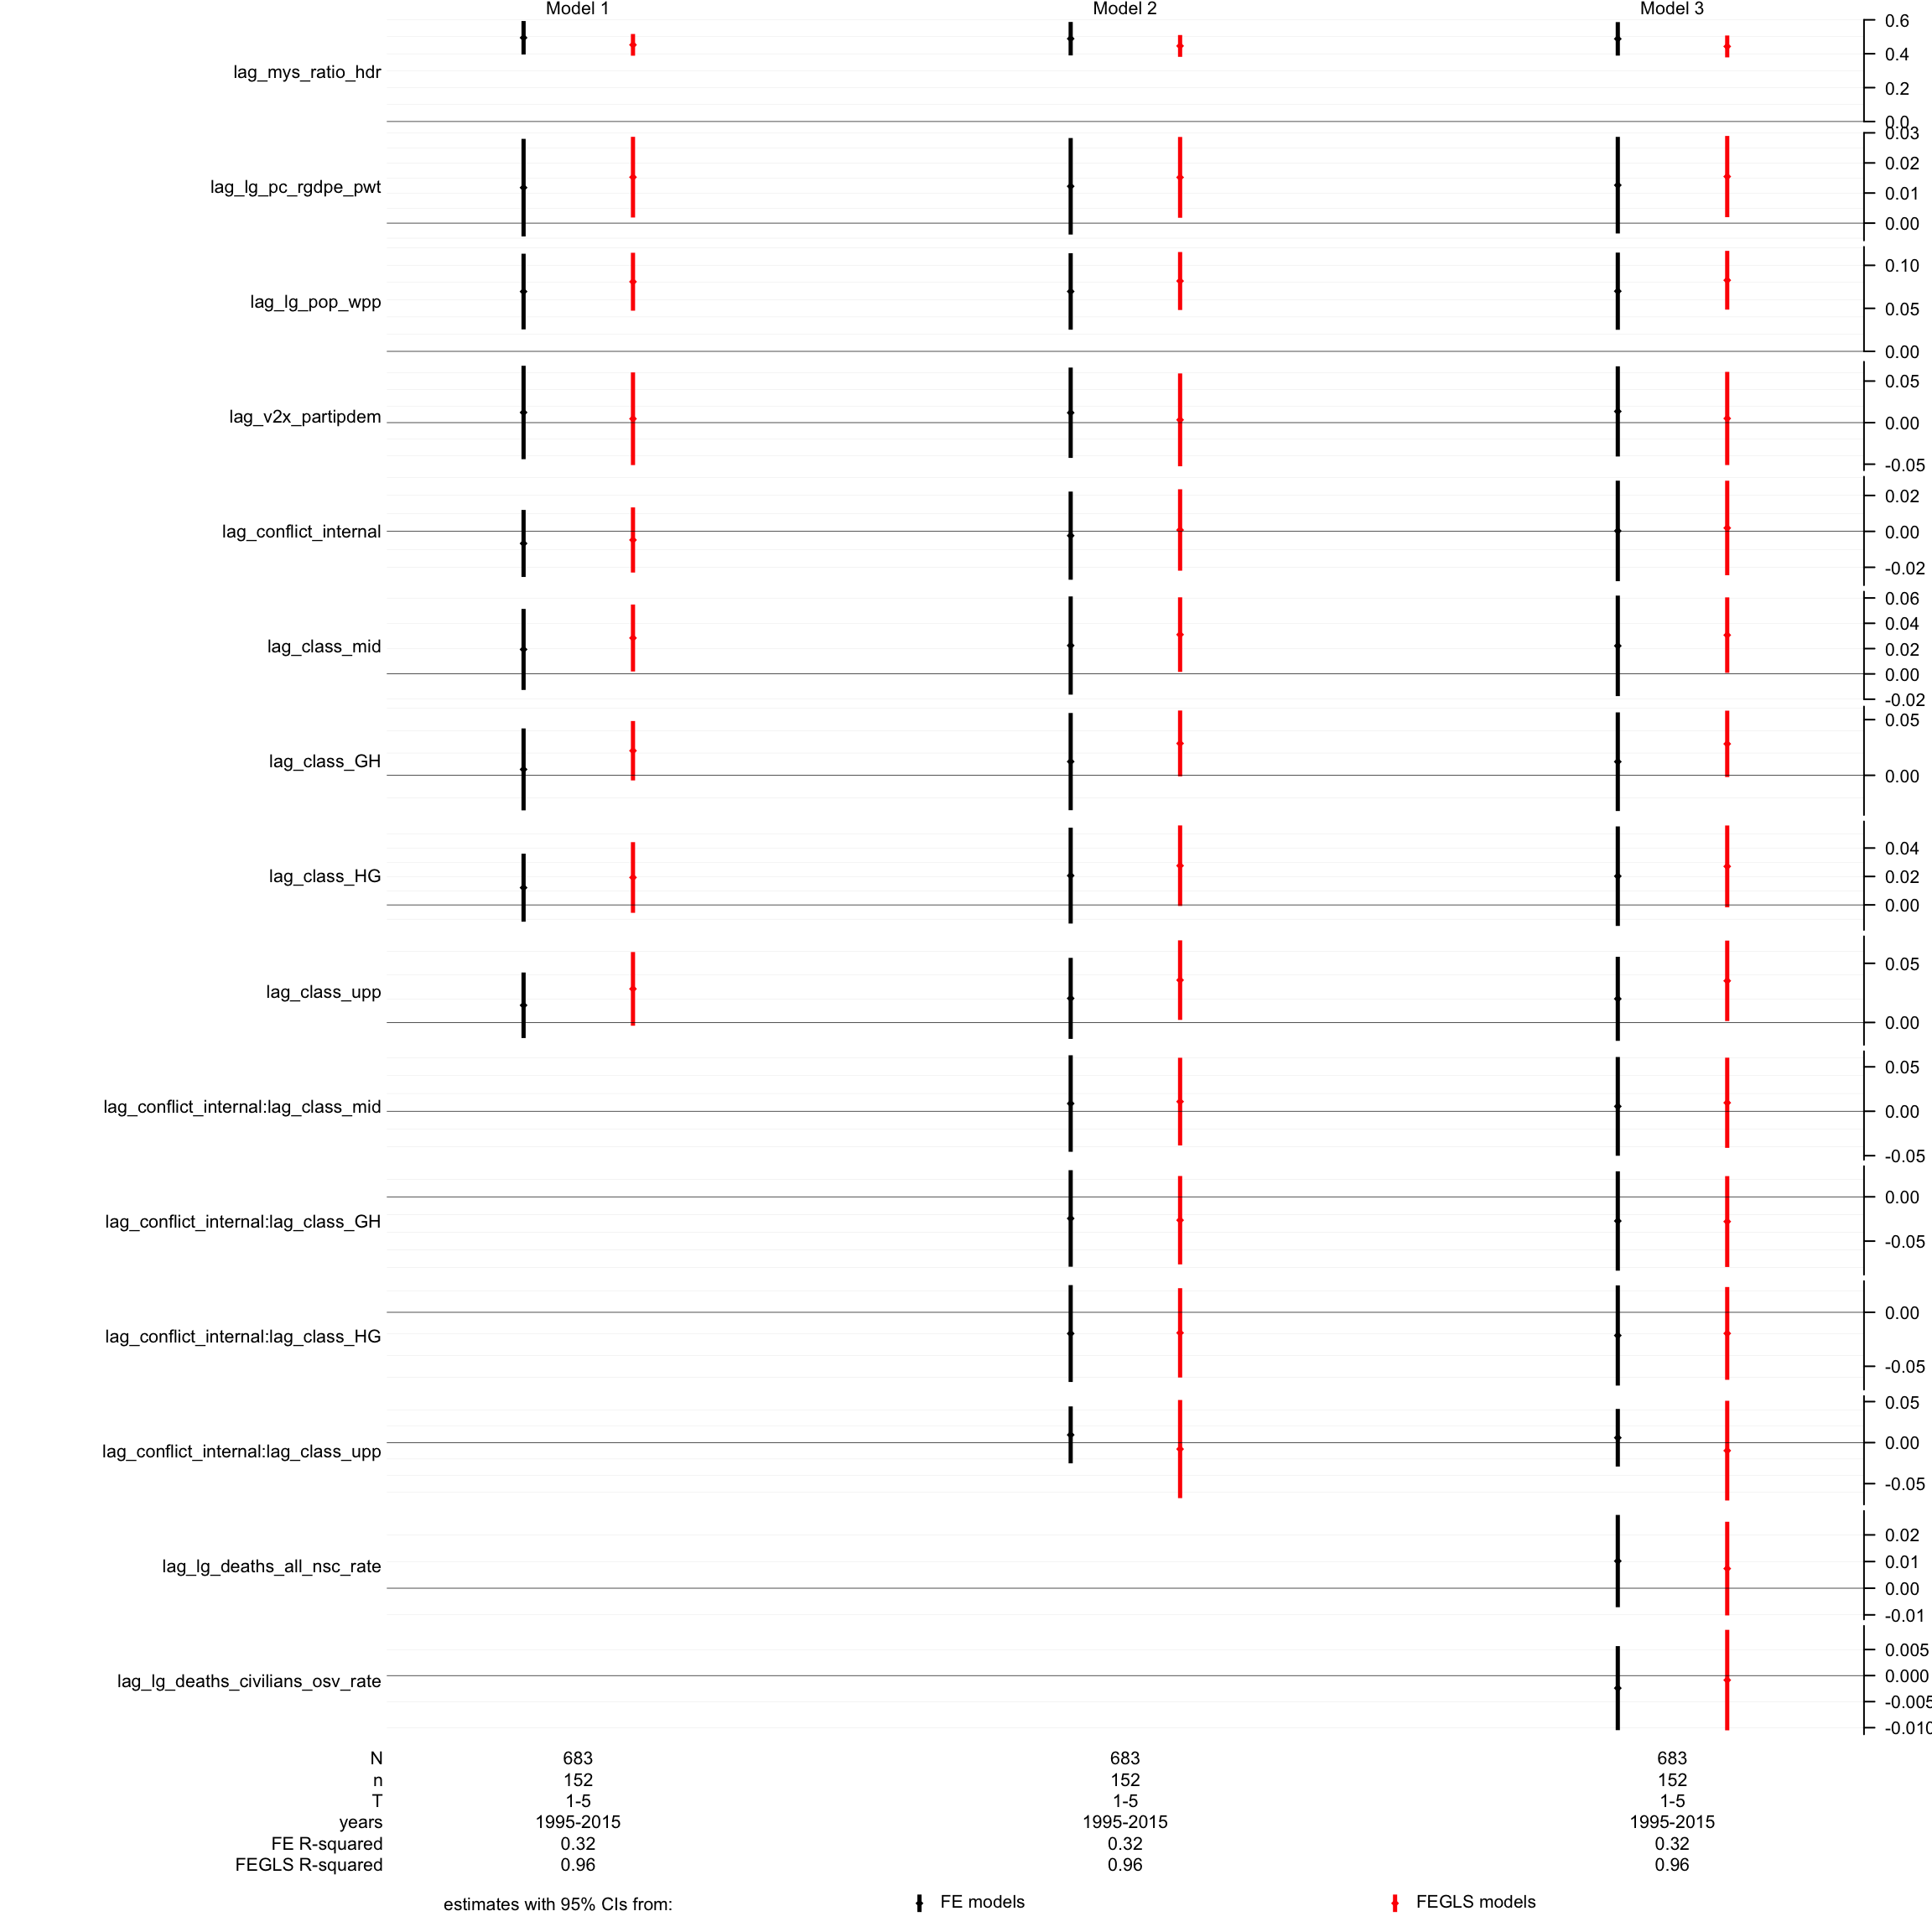 Model 1 Model 2 Model 3
0.6
0.4
lag_mys_ratio_hdr
0.2
0.0
0.03
0.02
lag_lg_pc_rgdpe_pwt
0.01
0.00
0.10
lag_lg_pop_wpp
0.05
0.00
0.05
lag_v2x_partipdem
0.00
-0.05
0.02
lag_conflict_internal
0.00
-0.02
0.06
0.04
lag_class_mid
0.02
0.00
-0.02
0.05
lag_class_GH
0.00
0.04
lag_class_HG
0.02
0.00
0.05
lag_class_upp
0.00
0.05
lag_conflict_internal:lag_class_mid
0.00
-0.05
0.00
lag_conflict_internal:lag_class_GH
-0.05
0.00
lag_conflict_internal:lag_class_HG
-0.05
0.05
0.00
lag_conflict_internal:lag_class_upp
-0.05
0.02
lag_lg_deaths_all_nsc_rate
0.01
0.00
-0.01
0.005
0.000
lag_lg_deaths_civilians_osv_rate
-0.005
-0.010
N 683 683 683
n 152 152 152
T 1-5 1-5 1-5
years 1995-2015 1995-2015 1995-2015
FE R-squared 0.32 0.32 0.32
FEGLS R-squared 0.96 0.96 0.96
estimates with 95% CIs from: FE models FEGLS models